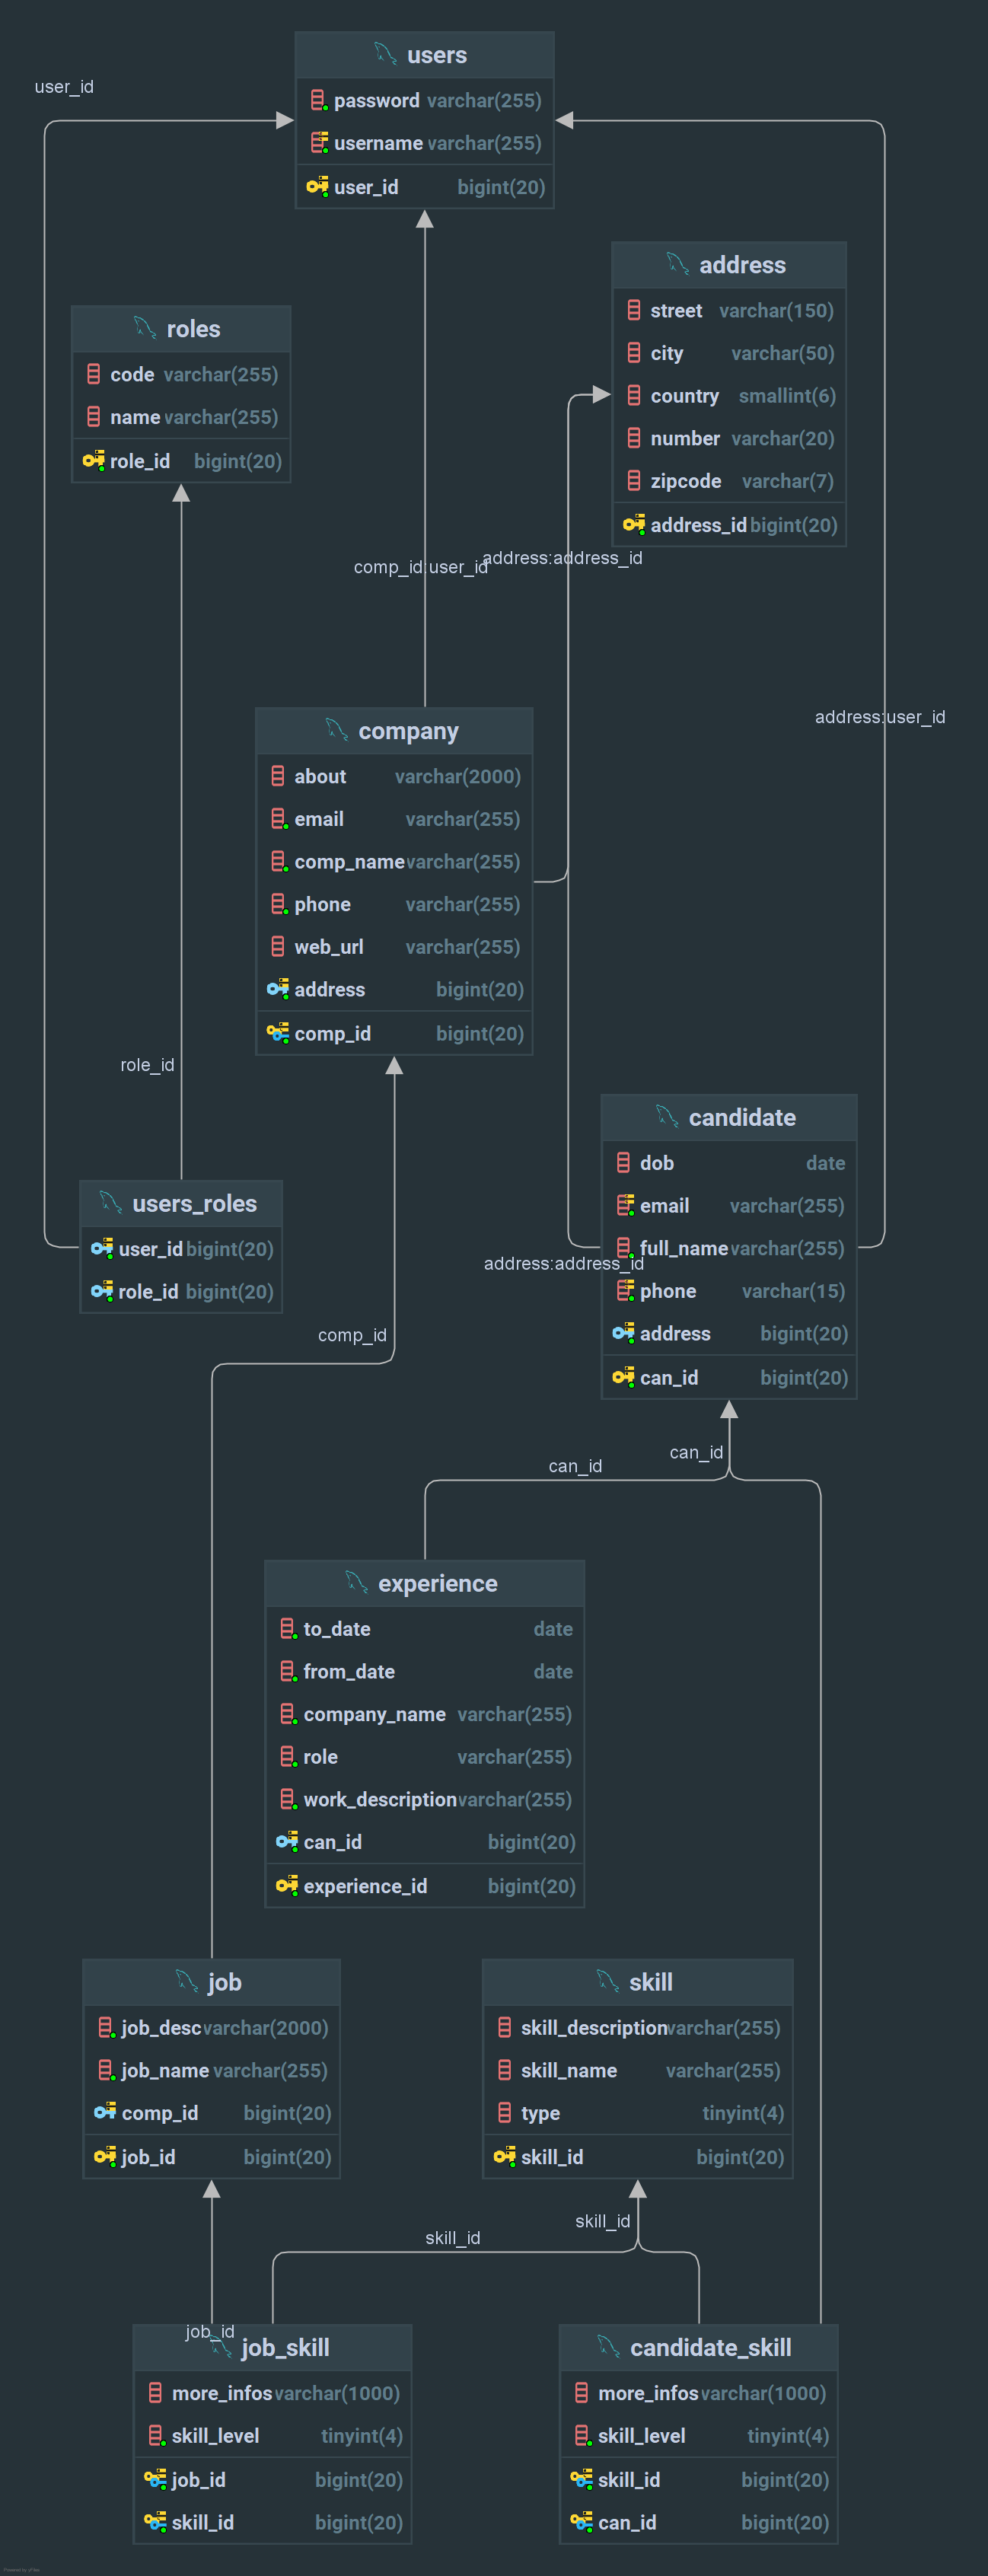 users
user_id
password varchar(255)
username varchar(255)
user_id bigint(20)
address
street varchar(150)
city varchar(50)
country smallint(6)
number varchar(20)
zipcode varchar(7)
address_id bigint(20)
roles
code varchar(255)
name varchar(255)
role_id bigint(20)
address:address_id
comp_id:user_id
address:user_id
company
about varchar(2000)
email varchar(255)
comp_name varchar(255)
phone varchar(255)
web_url varchar(255)
address bigint(20)
comp_id bigint(20)
role_id
candidate
dob date
email varchar(255)
full_name varchar(255)
address:address_id
phone varchar(15)
address bigint(20)
can_id bigint(20)
users_roles
user_id bigint(20)
role_id bigint(20)
comp_id
can_id
can_id
experience
to_date date
from_date date
company_name varchar(255)
role varchar(255)
work_description varchar(255)
can_id bigint(20)
experience_id bigint(20)
job
job_desc varchar(2000)
job_name varchar(255)
comp_id bigint(20)
job_id bigint(20)
skill
skill_description varchar(255)
skill_name varchar(255)
type tinyint(4)
skill_id bigint(20)
skill_id
skill_id
job_id
job_skill
more_infos varchar(1000)
skill_level tinyint(4)
job_id bigint(20)
skill_id bigint(20)
candidate_skill
more_infos varchar(1000)
skill_level tinyint(4)
skill_id bigint(20)
can_id bigint(20)
Powered by yFiles